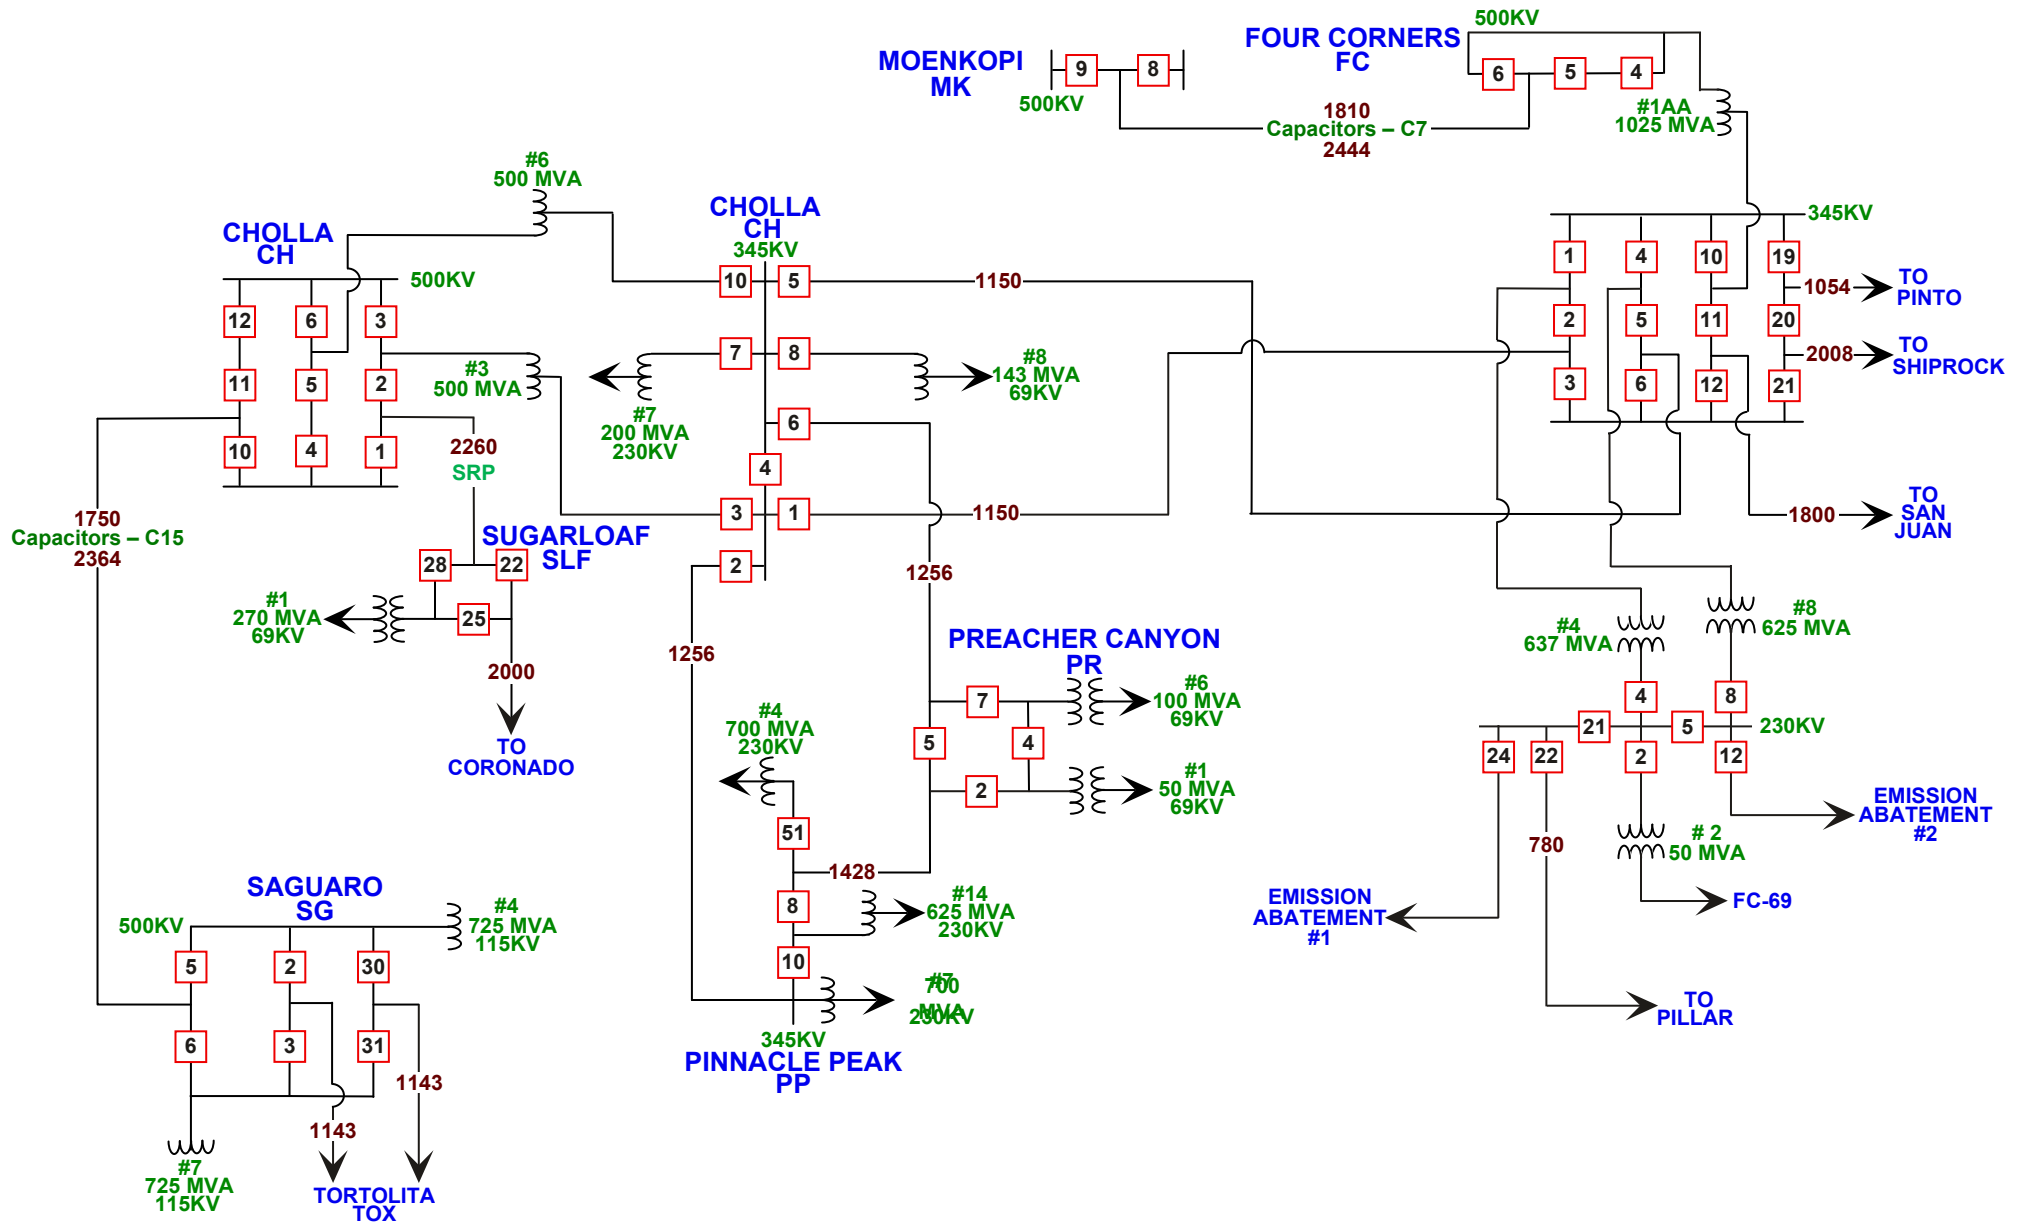 500KV
FOUR CORNERS
FC
MOENKOPI
MK
9
8
500KV
6
5
4
#1AA
1025 MVA
1810
Capacitors – C7
2444
#6
500 MVA
CHOLLA
CH
345KV
CHOLLA
CH
500KV
345KV
12
6
3
11
5
2
10
4
1
#3
500 MVA
2260
SRP
10
5
1150
7
8
#7
200 MVA
230KV
#8
143 MVA
69KV
6
4
3
1
1150
2
1
4
10
19
1054
TO
PINTO
2
5
11
20
2008
TO
SHIPROCK
3
6
12
21
1800
TO
SAN
JUAN
1750
Capacitors – C15
2364
SUGARLOAF
SLF
28
22
25
#1
270 MVA
69KV
2000
TO
CORONADO
1256
1256
PREACHER CANYON
PR
7
5
4
2
#6
100 MVA
69KV
#1
50 MVA
69KV
#4
700 MVA
230KV
51
1428
8
#14
625 MVA
230KV
10
#7
700
MVA
230KV
345KV
PINNACLE PEAK
PP
#4
637 MVA
#8
625 MVA
4
8
21
5
230KV
24
22
2
12
780
# 2
50 MVA
EMISSION
ABATEMENT
#2
FC-69
EMISSION
ABATEMENT
#1
TO
PILLAR
SAGUARO
SG
500KV
#4
725 MVA
115KV
5
2
30
6
3
31
1143
1143
#7
725 MVA
115KV
TORTOLITA
TOX